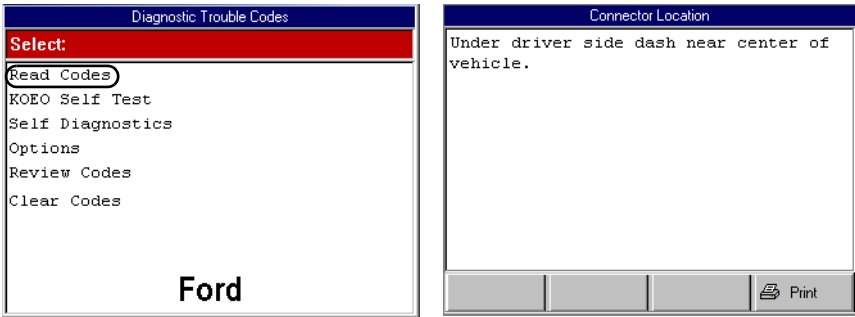 Diagnostic Trouble Codes
Select:
Read Codes
KOEO Self Test
Self Diagnostics
Options
Review Codes
Clear Codes
Ford
Connector Location
Under driver side dash near center of
vehicle.
Print